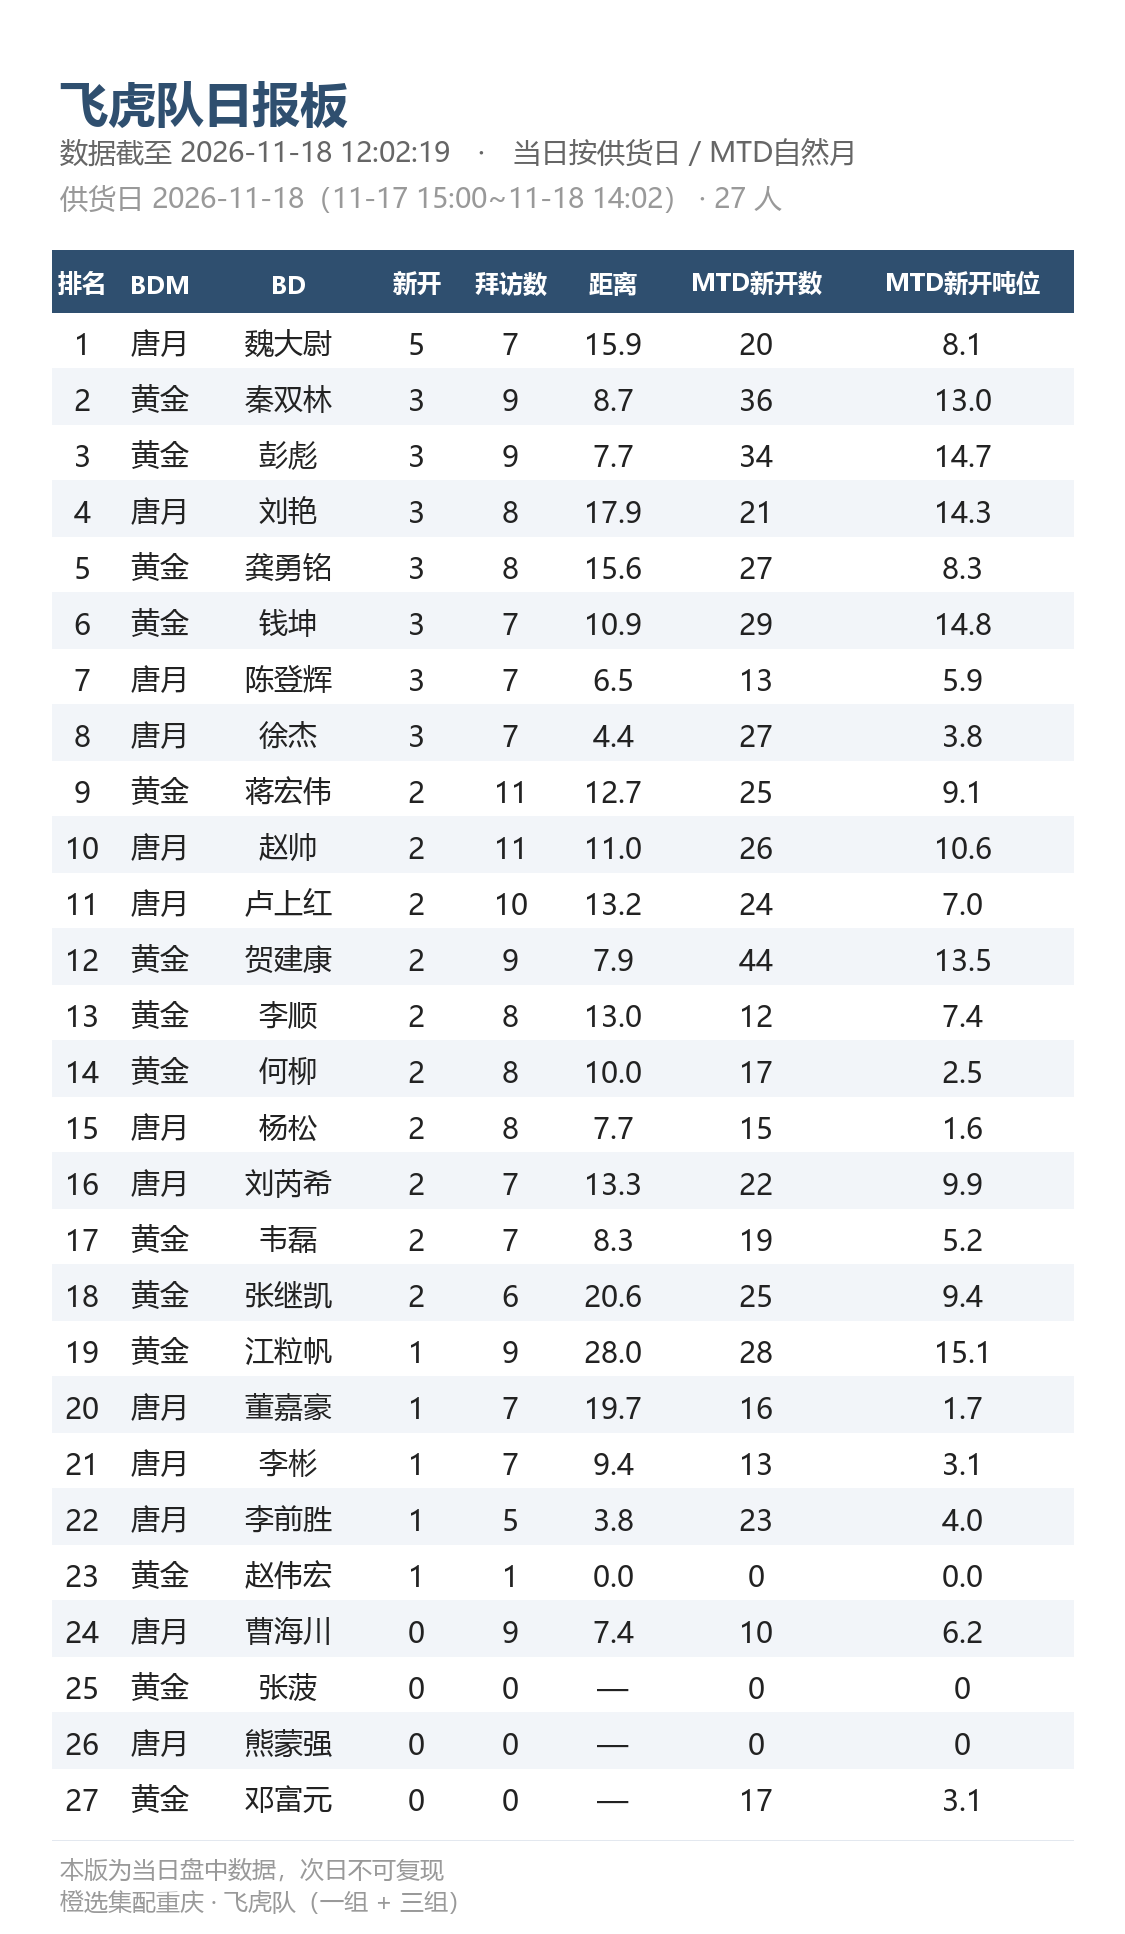 飞虎队日报板
数据截至 2026-11-18 12:02:19 · 当日按供货日 / MTD自然月
供货日 2026-11-18（11-17 15:00~11-18 14:02） · 27 人
排名 BDM BD 新开 拜访数 距离 MTD新开数 MTD新开吨位
1 唐月 魏大尉 5 7 15.9 20 8.1
2 黄金 秦双林 3 9 8.7 36 13.0
3 黄金 彭彪 3 9 7.7 34 14.7
4 唐月 刘艳 3 8 17.9 21 14.3
5 黄金 龚勇铭 3 8 15.6 27 8.3
6 黄金 钱坤 3 7 10.9 29 14.8
7 唐月 陈登辉 3 7 6.5 13 5.9
8 唐月 徐杰 3 7 4.4 27 3.8
9 黄金 蒋宏伟 2 11 12.7 25 9.1
10 唐月 赵帅 2 11 11.0 26 10.6
11 唐月 卢上红 2 10 13.2 24 7.0
12 黄金 贺建康 2 9 7.9 44 13.5
13 黄金 李顺 2 8 13.0 12 7.4
14 黄金 何柳 2 8 10.0 17 2.5
15 唐月 杨松 2 8 7.7 15 1.6
16 唐月 刘芮希 2 7 13.3 22 9.9
17 黄金 韦磊 2 7 8.3 19 5.2
18 黄金 张继凯 2 6 20.6 25 9.4
19 黄金 江粒帆 1 9 28.0 28 15.1
20 唐月 董嘉豪 1 7 19.7 16 1.7
21 唐月 李彬 1 7 9.4 13 3.1
22 唐月 李前胜 1 5 3.8 23 4.0
23 黄金 赵伟宏 1 1 0.0 0 0.0
24 唐月 曹海川 0 9 7.4 10 6.2
25 黄金 张菠 0 0 — 0 0
26 唐月 熊蒙强 0 0 — 0 0
27 黄金 邓富元 0 0 — 17 3.1
本版为当日盘中数据，次日不可复现
橙选集配重庆 · 飞虎队（一组 + 三组）